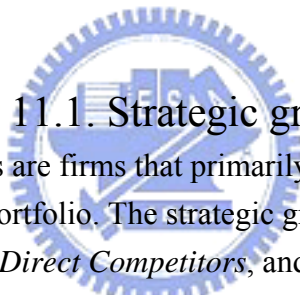 11.1. Strategic gr
s are firms that primarily
ortfolio. The strategic g
Direct Competitors, and